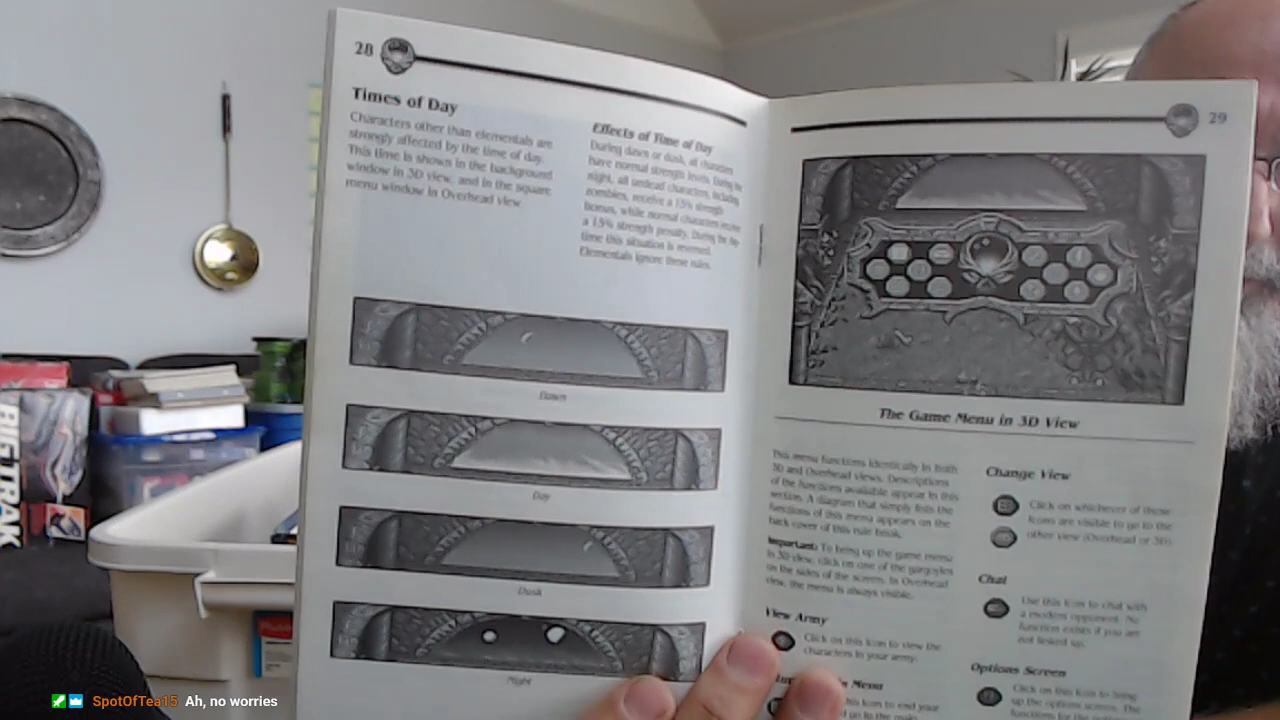 28
Times of Day
Characters other than elementals are
strongly affected by the time of day.
This time is shown in the background
window in 3D view, and in the square
menu window in Overhead view
Effects of Time of Day
During dawn or dusk, all characters
have normal strength levels. During the
night, all undead characters, including
zombies, receive a 15% strength
bonus, while normal characters receive
a 15% strength penalty. During the day
time this situation is reversed.
Elementals ignore these rules.
Dawn
Day
Dusk
Night
29
The Game Menu in 3D View
This menu functions identically in both
3D and Overhead views. Descriptions
of the functions available appear in this
section. A diagram that simply lists the
functions of this menu appears on the
back cover of this rule book.
Important: To bring up the game menu
in 3D view, click on one of the gargoyles
on the sides of the screen. In Overhead
view, the menu is always visible.
View Army
Click on this icon to view the
characters in your army.
Menu
this icon to end your
Change View
Click on whichever of these
icons are visible to go to the
other view (Overhead or 3D).
Chat
Use this icon to chat with
a modem opponent. No
function exists if you are
not linked up.
Options Screen
Click on this icon to bring
up the options screen. The
functions for the
BIGTRAK
SpotOfTea15 Ah, no worries